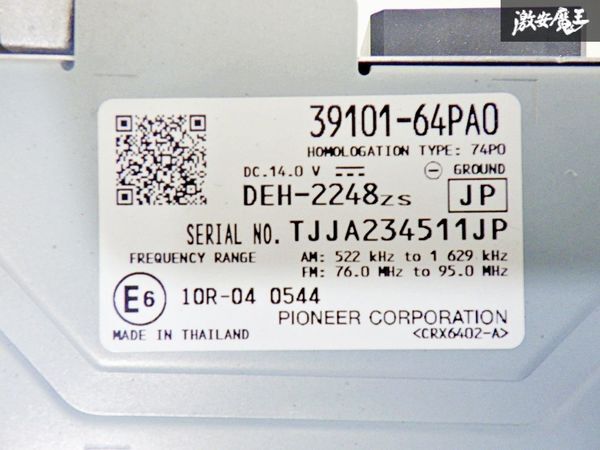 激安魔王
39101-64PA0
HOMOLOGATION TYPE: 74P0
DC.14.0 V ⎓ ⊖ GROUND
DEH-2248ZS JP
SERIAL NO. TJJA234511JP
FREQUENCY RANGE AM: 522 kHz to 1 629 kHz
FM: 76.0 MHz to 95.0 MHz
E6 10R-04 0544
PIONEER CORPORATION
MADE IN THAILAND <CRX6402-A>